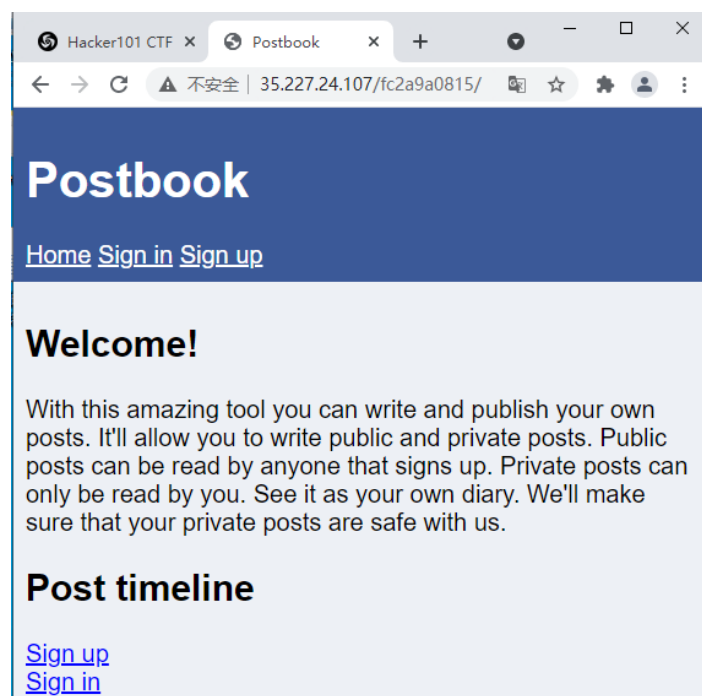 Hacker101 CTF
Postbook
不安全 | 35.227.24.107/fc2a9a0815/
Postbook
Home Sign in Sign up
Welcome!
With this amazing tool you can write and publish your own
posts. It'll allow you to write public and private posts. Public
posts can be read by anyone that signs up. Private posts can
only be read by you. See it as your own diary. We'll make
sure that your private posts are safe with us.
Post timeline
Sign up
Sign in